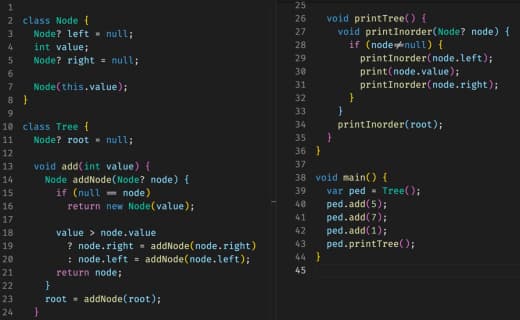 1
2 class Node {
3   Node? left = null;
4   int value;
5   Node? right = null;
6
7   Node(this.value);
8 }
9
10 class Tree {
11   Node? root = null;
12
13   void add(int value) {
14     Node addNode(Node? node) {
15       if (null == node)
16         return new Node(value);
17
18       value > node.value
19         ? node.right = addNode(node.right)
20         : node.left = addNode(node.left);
21       return node;
22     }
23     root = addNode(root);
24   }
25
26   void printTree() {
27     void printInorder(Node? node) {
28       if (node≠null) {
29         printInorder(node.left);
30         print(node.value);
31         printInorder(node.right);
32       }
33     }
34     printInorder(root);
35   }
36 }
37
38 void main() {
39   var ped = Tree();
40   ped.add(5);
41   ped.add(7);
42   ped.add(1);
43   ped.printTree();
44 }
45